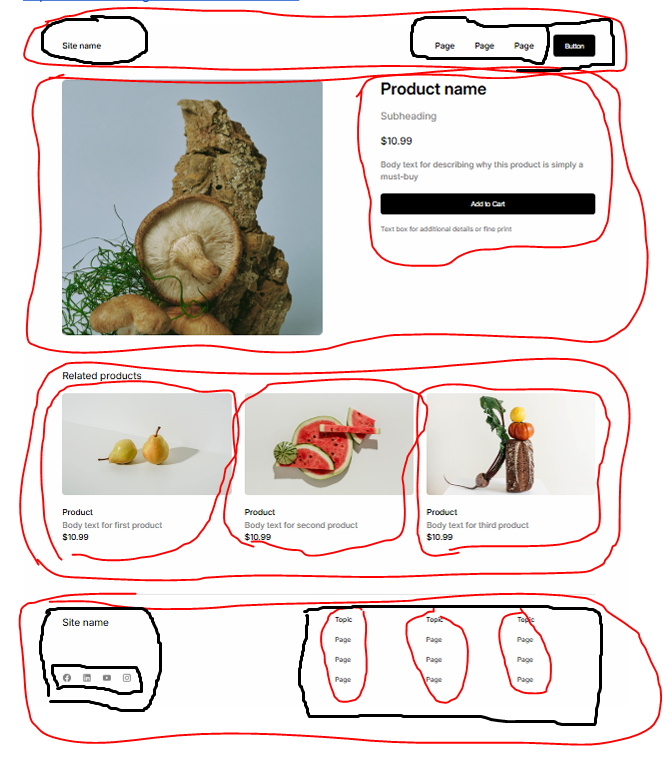 Site name
Page Page Page Button
Product name
Subheading
$10.99
Body text for describing why this product is simply a
must-buy
Add to Cart
Text box for additional details or fine print
Related products
Product Product Product
Body text for first product Body text for second product Body text for third product
$10.99 $10.99 $10.99
Site name
Topic Topic Topic
Page Page Page
Page Page Page
Page Page Page